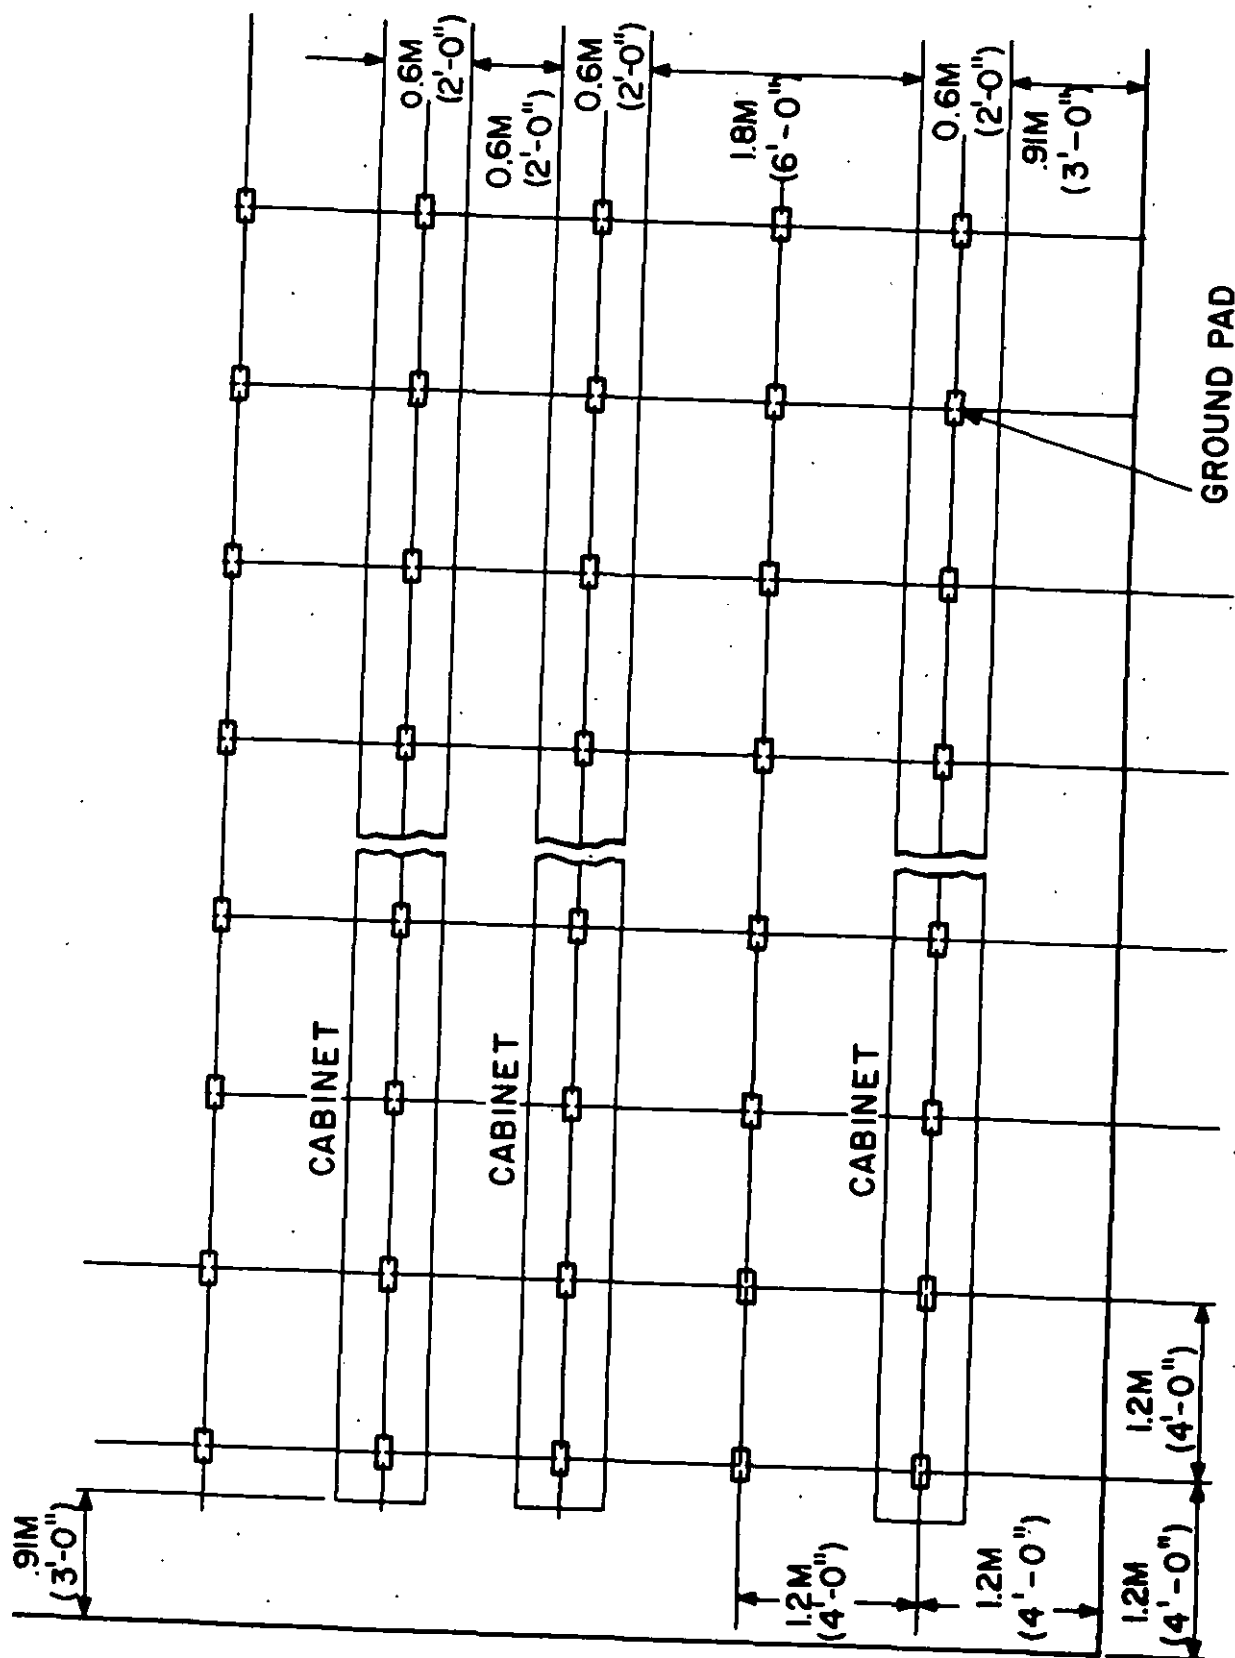 0.6M
(2'-0")
0.6M
(2'-0")
0.6M
(2'-0")
1.8M
(6'-0")
0.6M
(2'-0")
.91M
(3'-0")
GROUND PAD
CABINET
CABINET
CABINET
.91M
(3'-0")
1.2M
(4'-0")
1.2M
(4'-0")
1.2M
(4'-0")
1.2M
(4'-0")